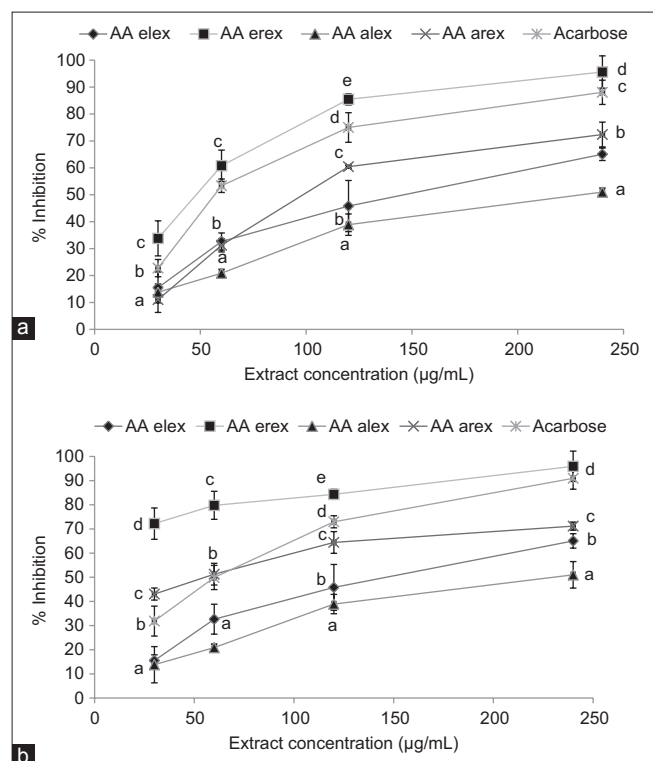 AA elex AA erex AA alex AA arex Acarbose
100
90
80
70
60
50
40
30
20
10
0
% Inhibition
c
b
a
c
b
a
e
d
c
b
a
d
c
b
a
0 50 100 150 200 250
Extract concentration (µg/mL)
a
AA elex AA erex AA alex AA arex Acarbose
100
90
80
70
60
50
40
30
20
10
0
% Inhibition
d
c
b
a
c
b
a
e
d
c
b
a
d
c
b
a
0 50 100 150 200 250
Extract concentration (µg/mL)
b